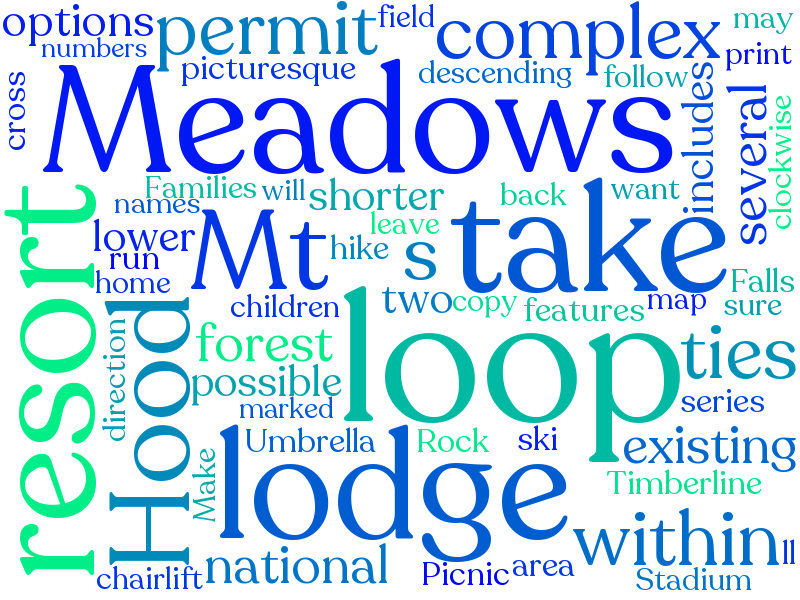 options
permit
field
complex
may
numbers
picturesque
descending
follow
print
cross
Meadows
includes
several
clockwise
Families
will
shorter
back
want
names
leave
lower
Mt
hike
s
take
run
home
children
two
copy
features
map
Falls
sure
resort
Hood
direction
forest
possible
loop
ties
marked
series
Umbrella
Rock
ski
existing
Make
lodge
Timberline
within
ll
chairlift
national
Picnic
area
Stadium